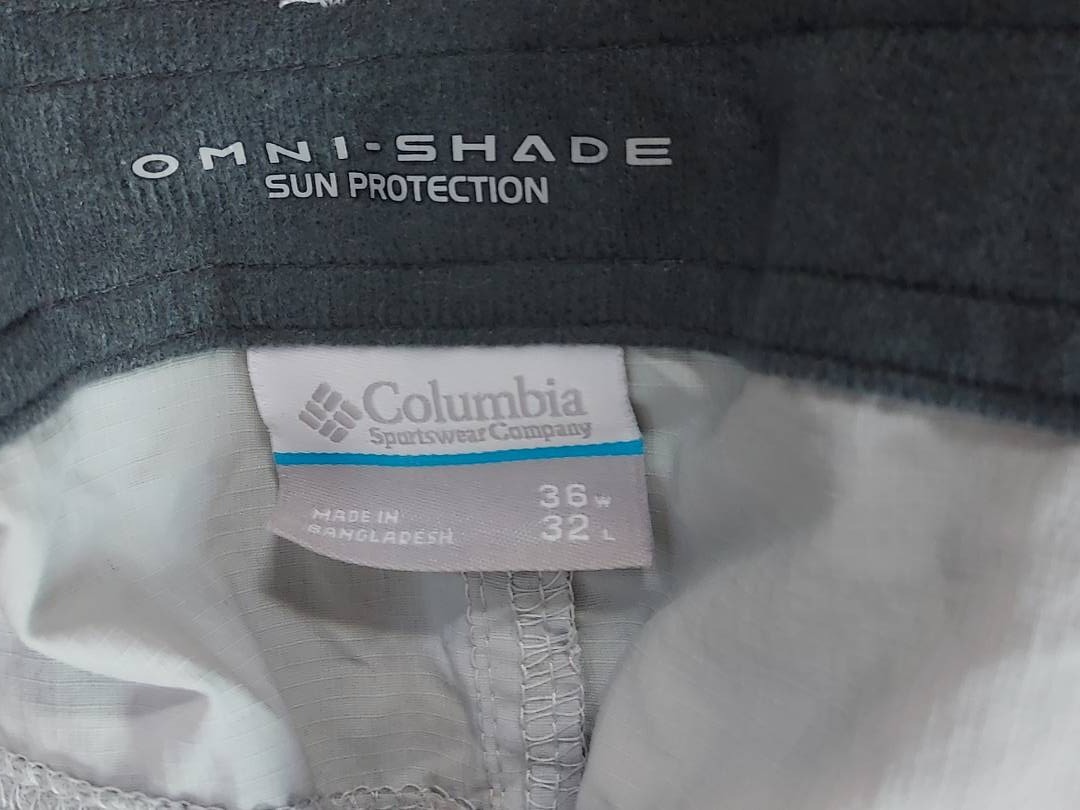 OMNI-SHADE
SUN PROTECTION
Columbia
Sportswear Company
36 W
MADE IN
32 L
BANGLADESH